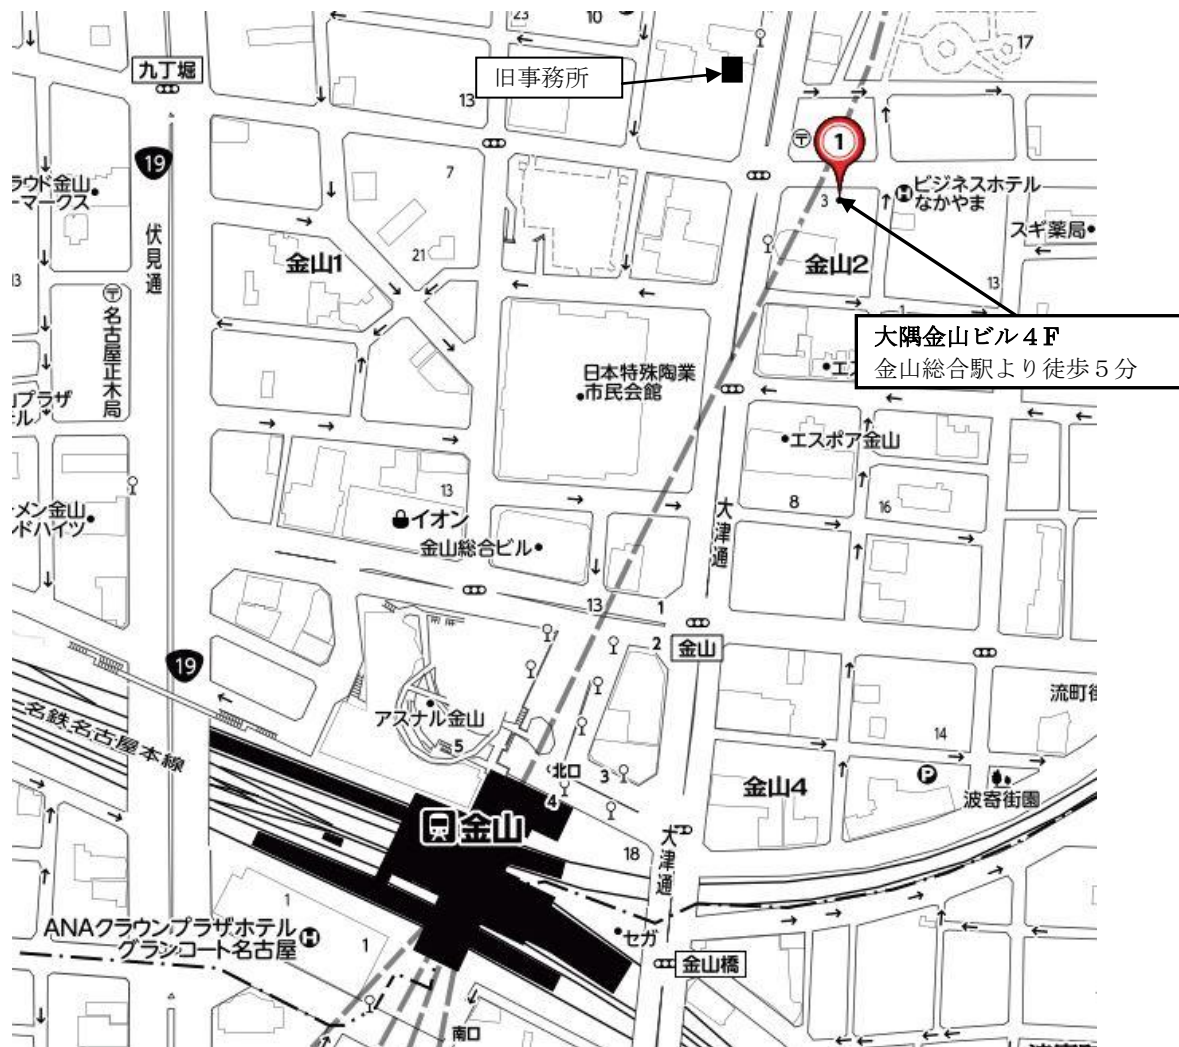 23
10
17
九丁堀
旧事務所
13
19
〒
1
7
ラウド金山
ーマークス
3
H
ビジネスホテル
なかやま
伏見通
金山1
21
スギ薬局
金山2
13
〒
名古屋正木局
大隅金山ビル４F
金山総合駅より徒歩５分
日本特殊陶業
市民会館
エス
山プラザ
エスポア金山
13
8
16
イオン
大津通
ーメン金山
ンドハイツ
金山総合ビル
13
1
2
金山
19
流町街
名鉄名古屋本線
アスナル金山
5
14
北口
3
4
金山4
P
波寄街園
金山
18
大津通
1
ANAクラウンプラザホテル
グランコート名古屋
H
1
セガ
金山橋
南口